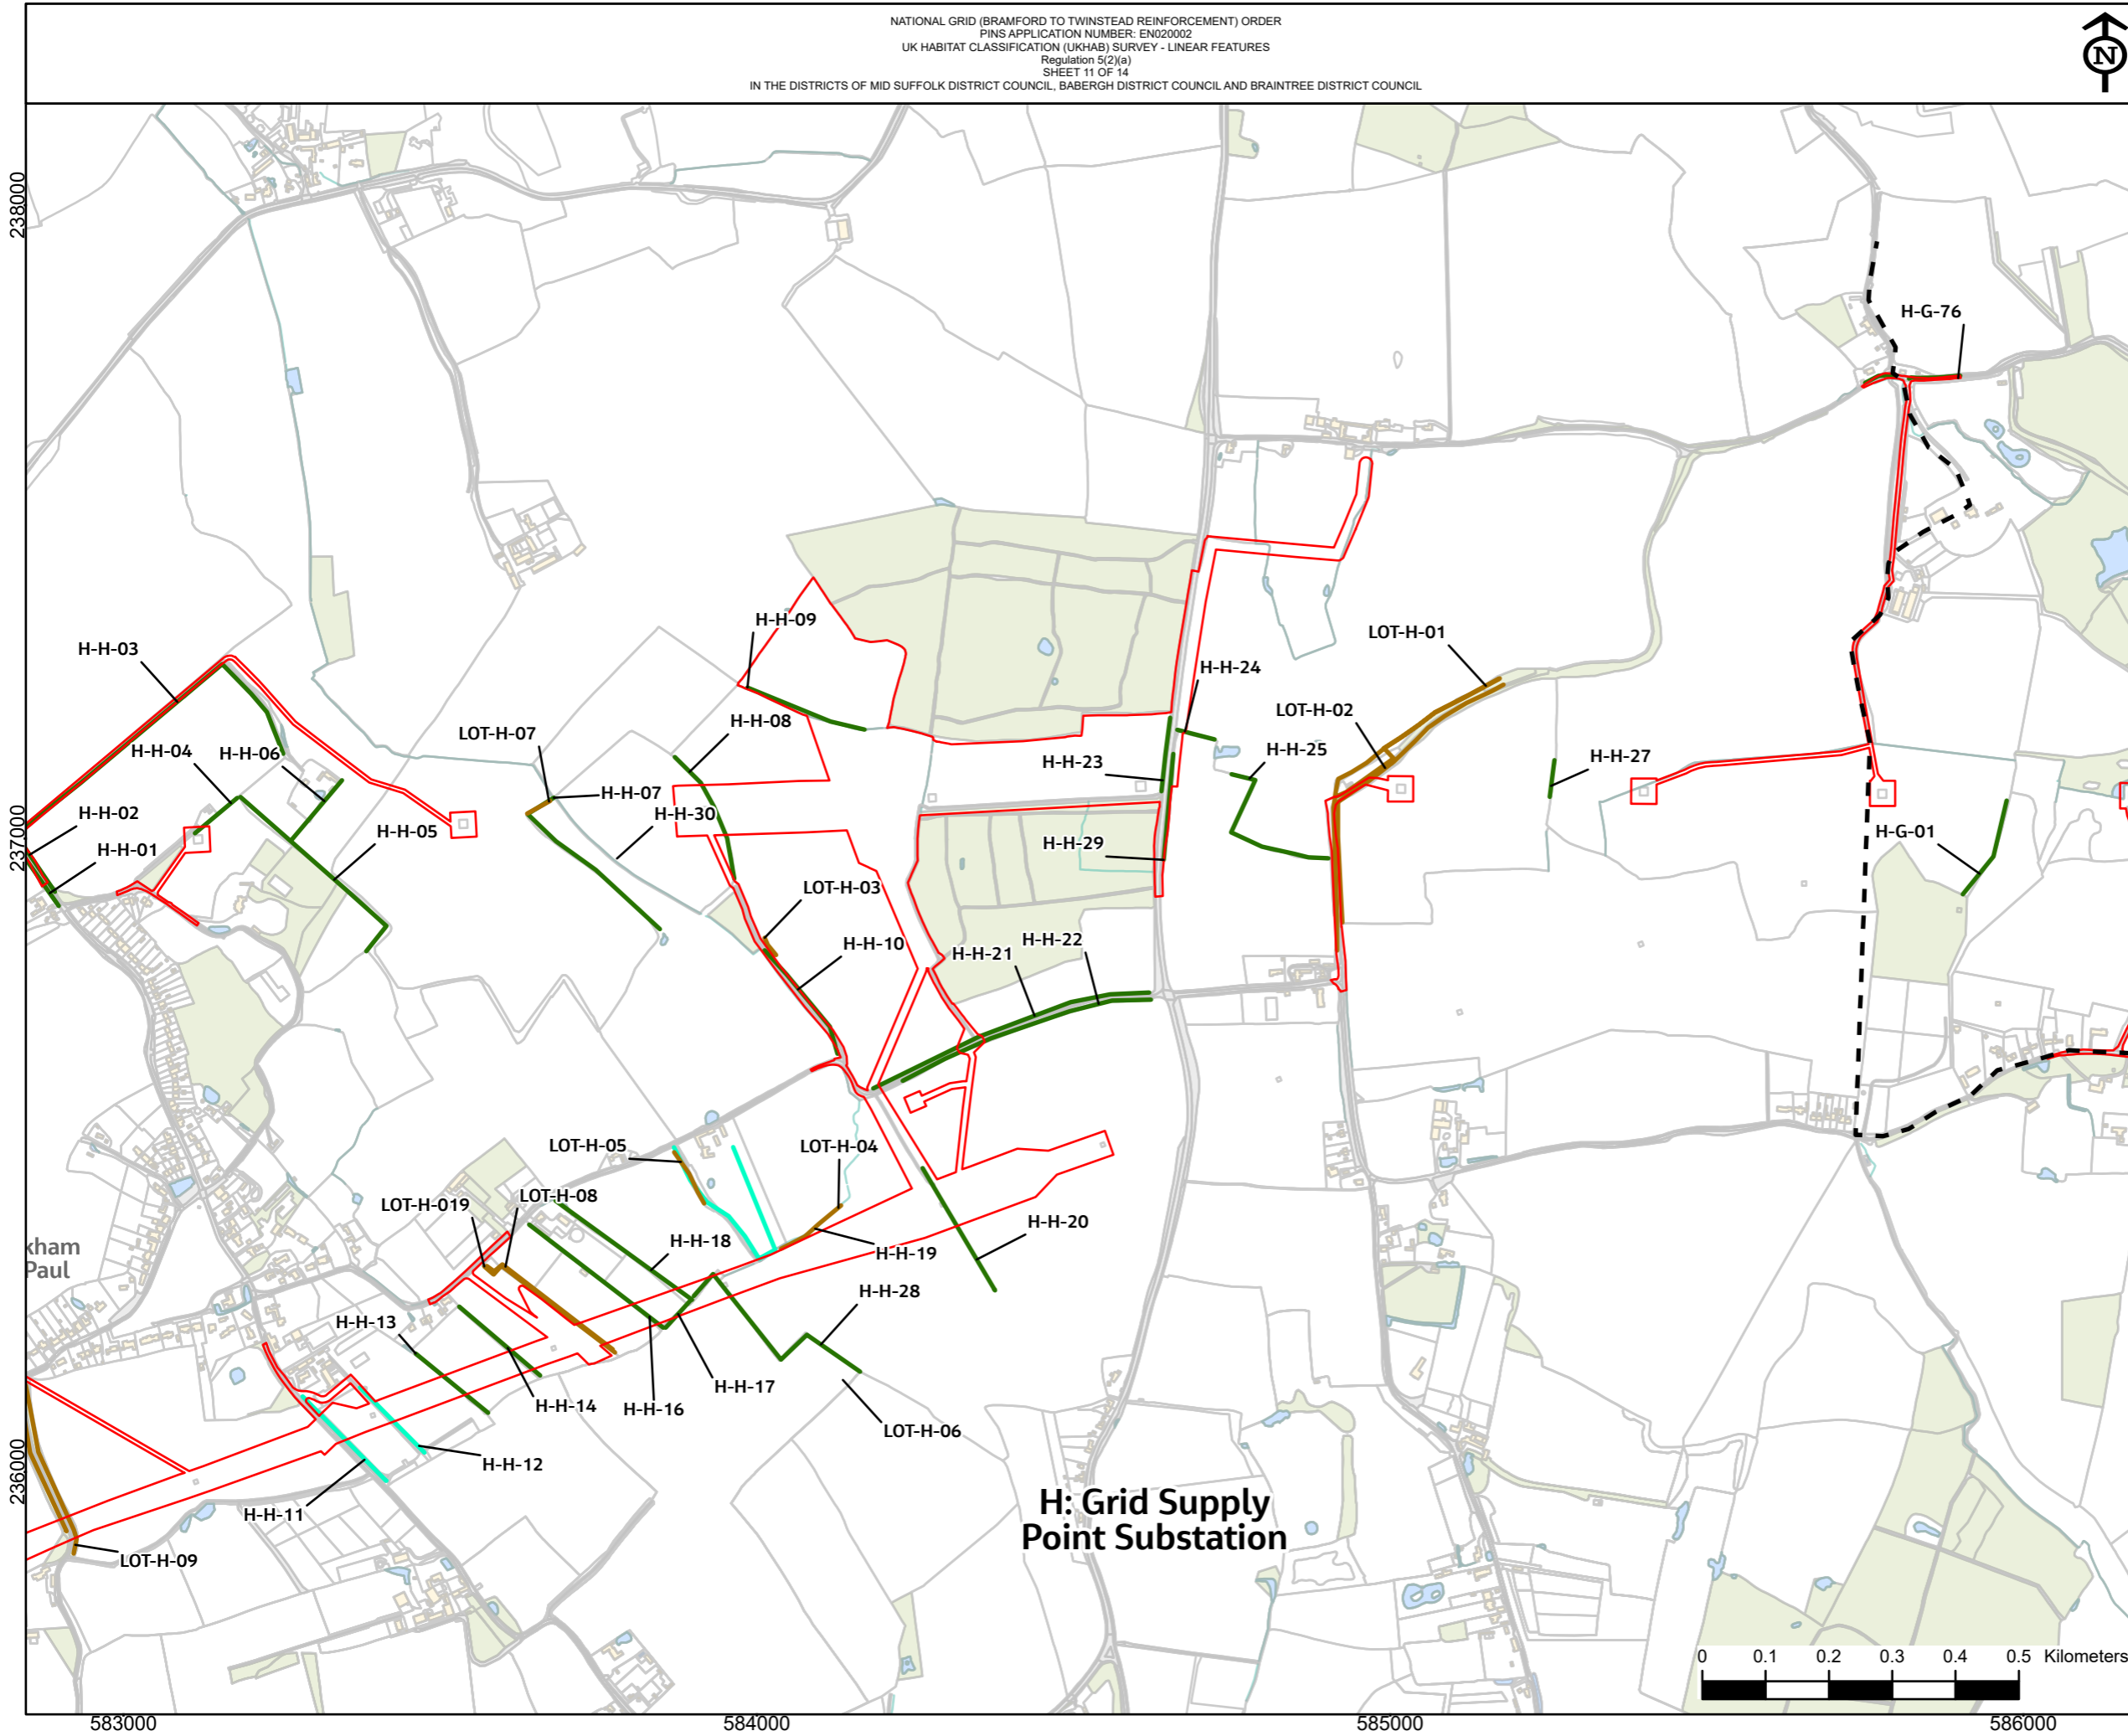 NATIONAL GRID (BRAMFORD TO TWINSTEAD REINFORCEMENT) ORDER
PINS APPLICATION NUMBER: EN020002
UK HABITAT CLASSIFICATION (UKHAB) SURVEY - LINEAR FEATURES
Regulation 5(2)(a)
SHEET 11 OF 14
IN THE DISTRICTS OF MID SUFFOLK DISTRICT COUNCIL, BABERGH DISTRICT COUNCIL AND BRAINTREE DISTRICT COUNCIL
N
238000
H-G-76
H-H-09
LOT-H-01
H-H-03
H-H-24
LOT-H-02
H-H-08
LOT-H-07
H-H-04
H-H-06
H-H-25
H-H-23
H-H-27
H-H-07
H-H-30
H-H-02
237000
H-H-05
H-G-01
H-H-01
H-H-29
LOT-H-03
H-H-10
H-H-22
H-H-21
LOT-H-05
LOT-H-04
LOT-H-019
LOT-H-08
H-H-20
H-H-18
kham
Paul
H-H-19
H-H-28
H-H-13
H-H-17
H-H-14
H-H-16
LOT-H-06
H-H-12
236000
H: Grid Supply
Point Substation
H-H-11
LOT-H-09
0 0.1 0.2 0.3 0.4 0.5 Kilometers
583000 584000 585000 586000